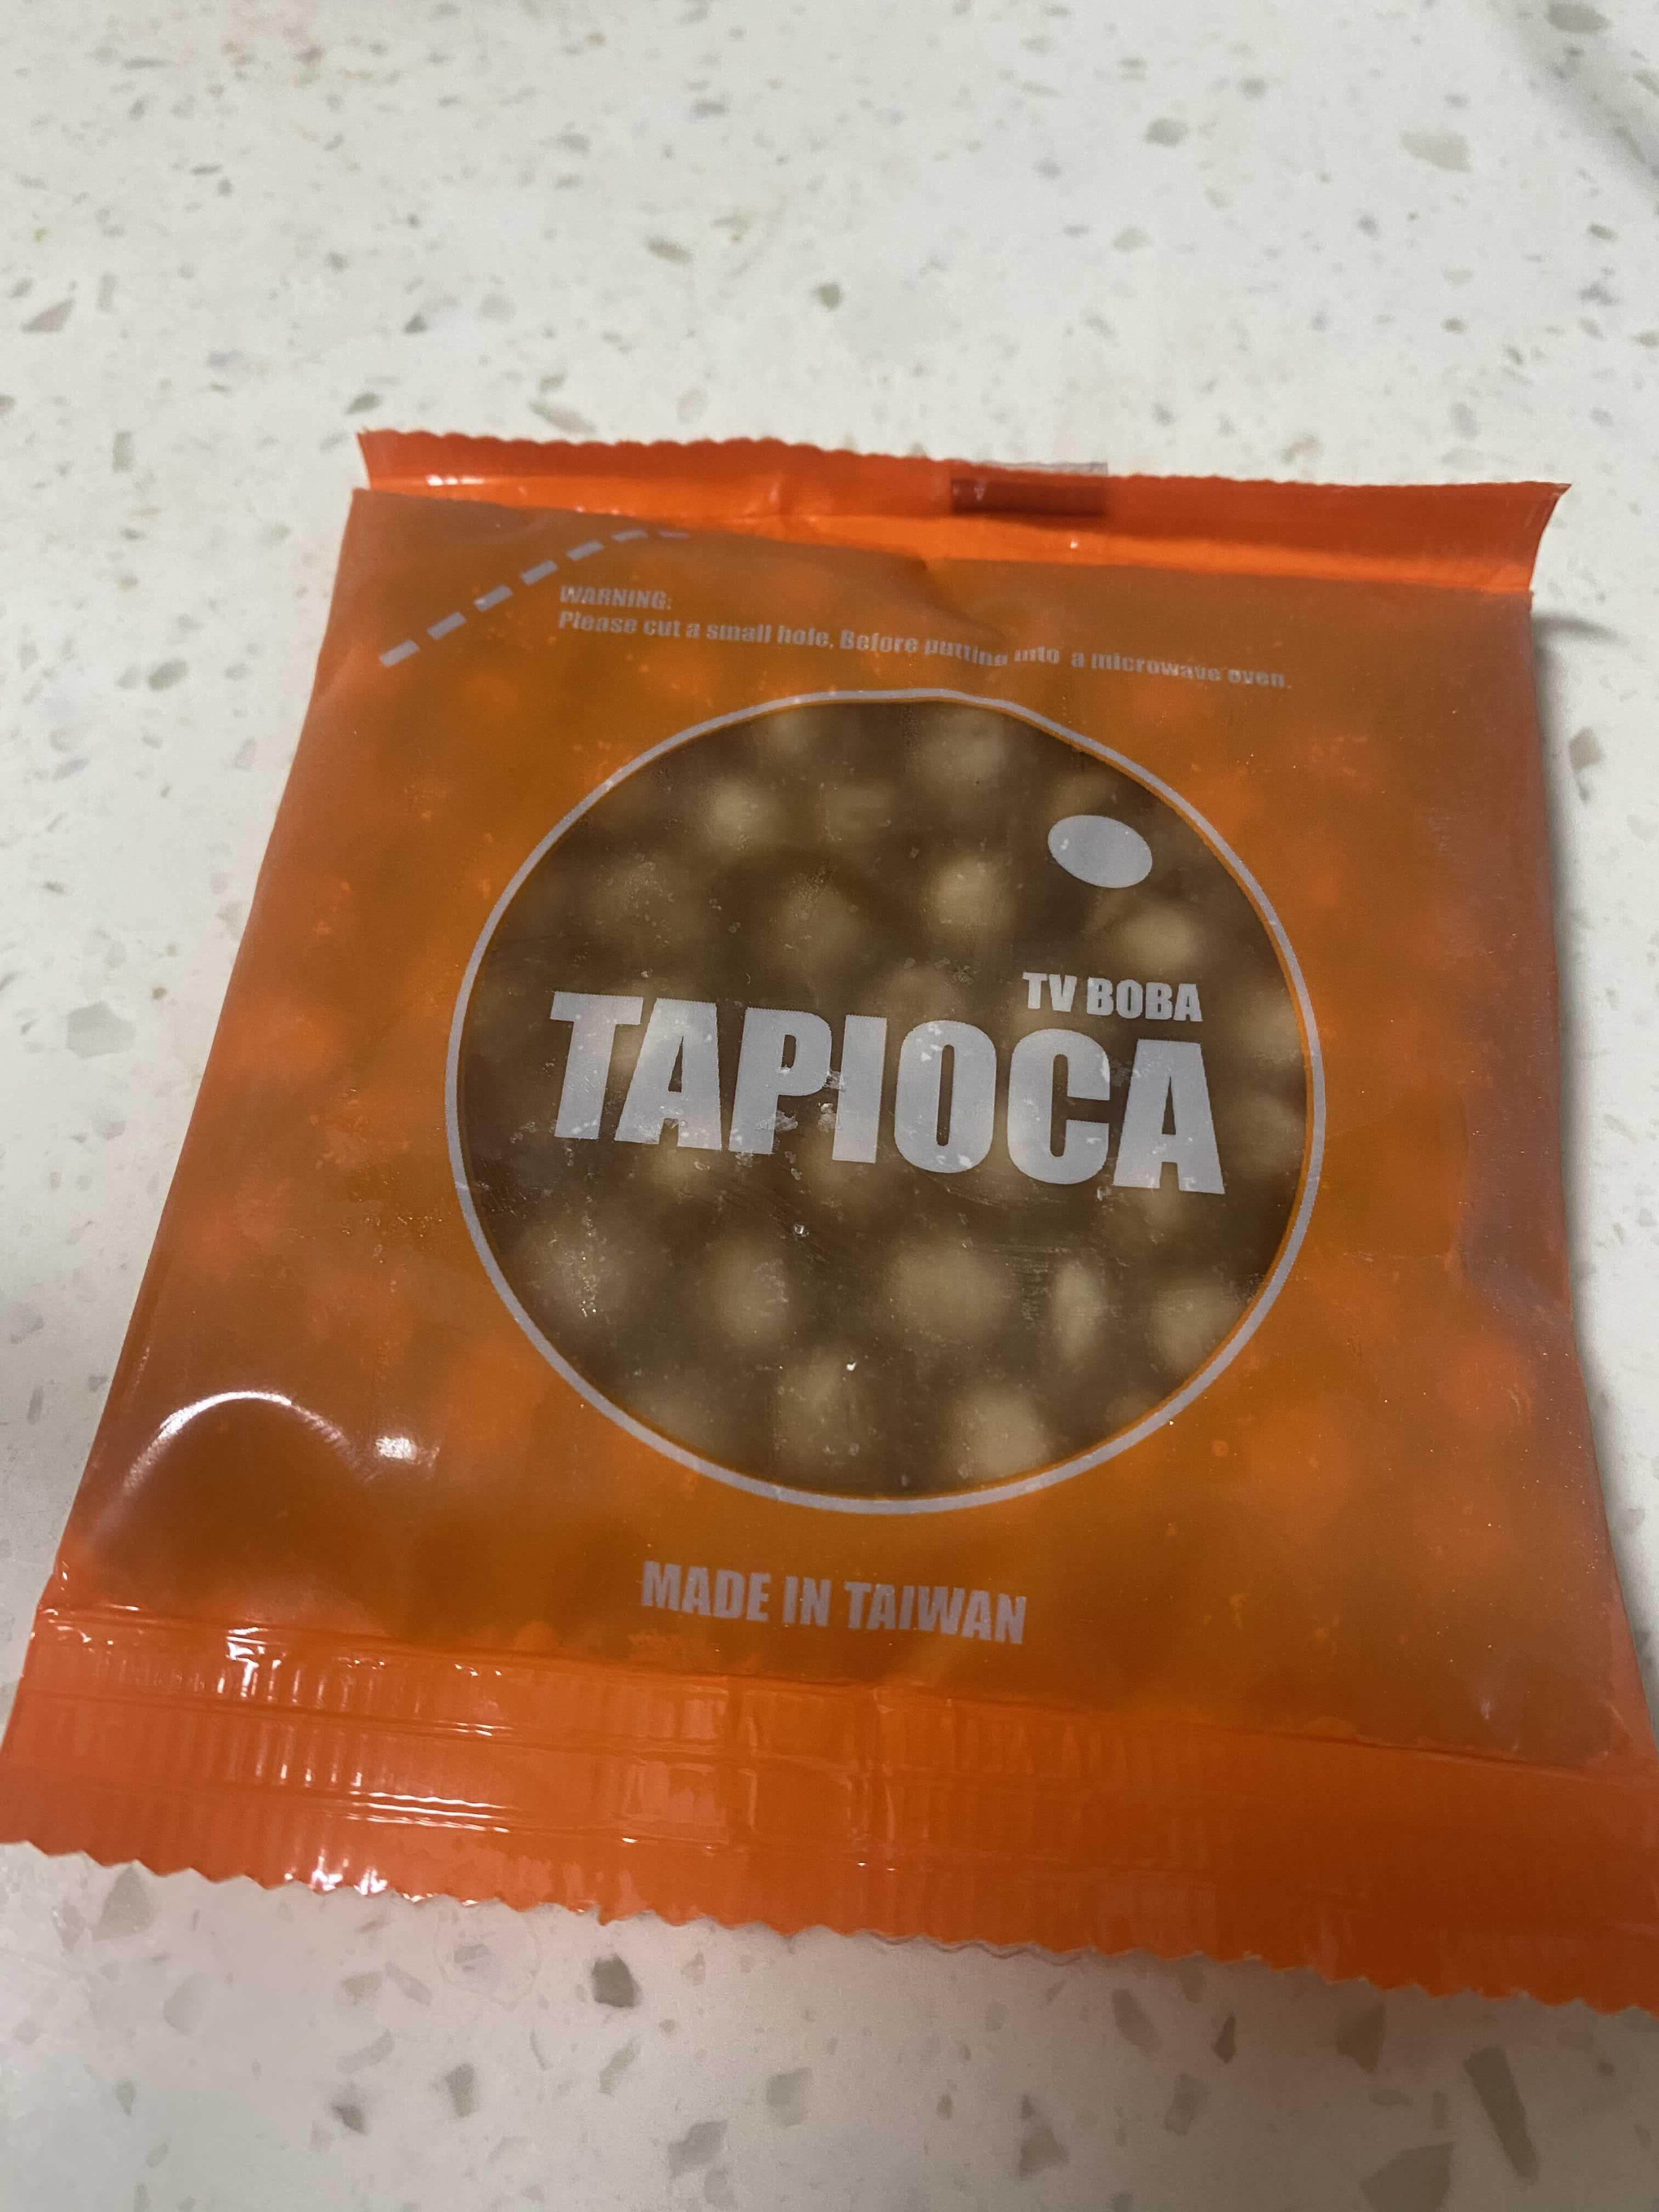 WARNING:
Please cut a small hole, Before putting into a microwave oven.
TV BOBA
TAPIOCA
MADE IN TAIWAN